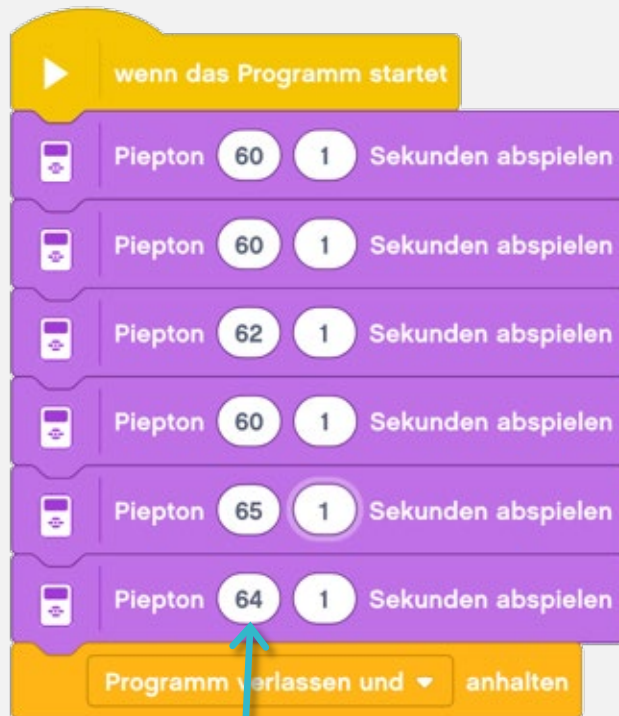 wenn das Programm startet
Piepton 60 1 Sekunden abspielen
Piepton 60 1 Sekunden abspielen
Piepton 62 1 Sekunden abspielen
Piepton 60 1 Sekunden abspielen
Piepton 65 1 Sekunden abspielen
Piepton 64 1 Sekunden abspielen
Programm verlassen und anhalten